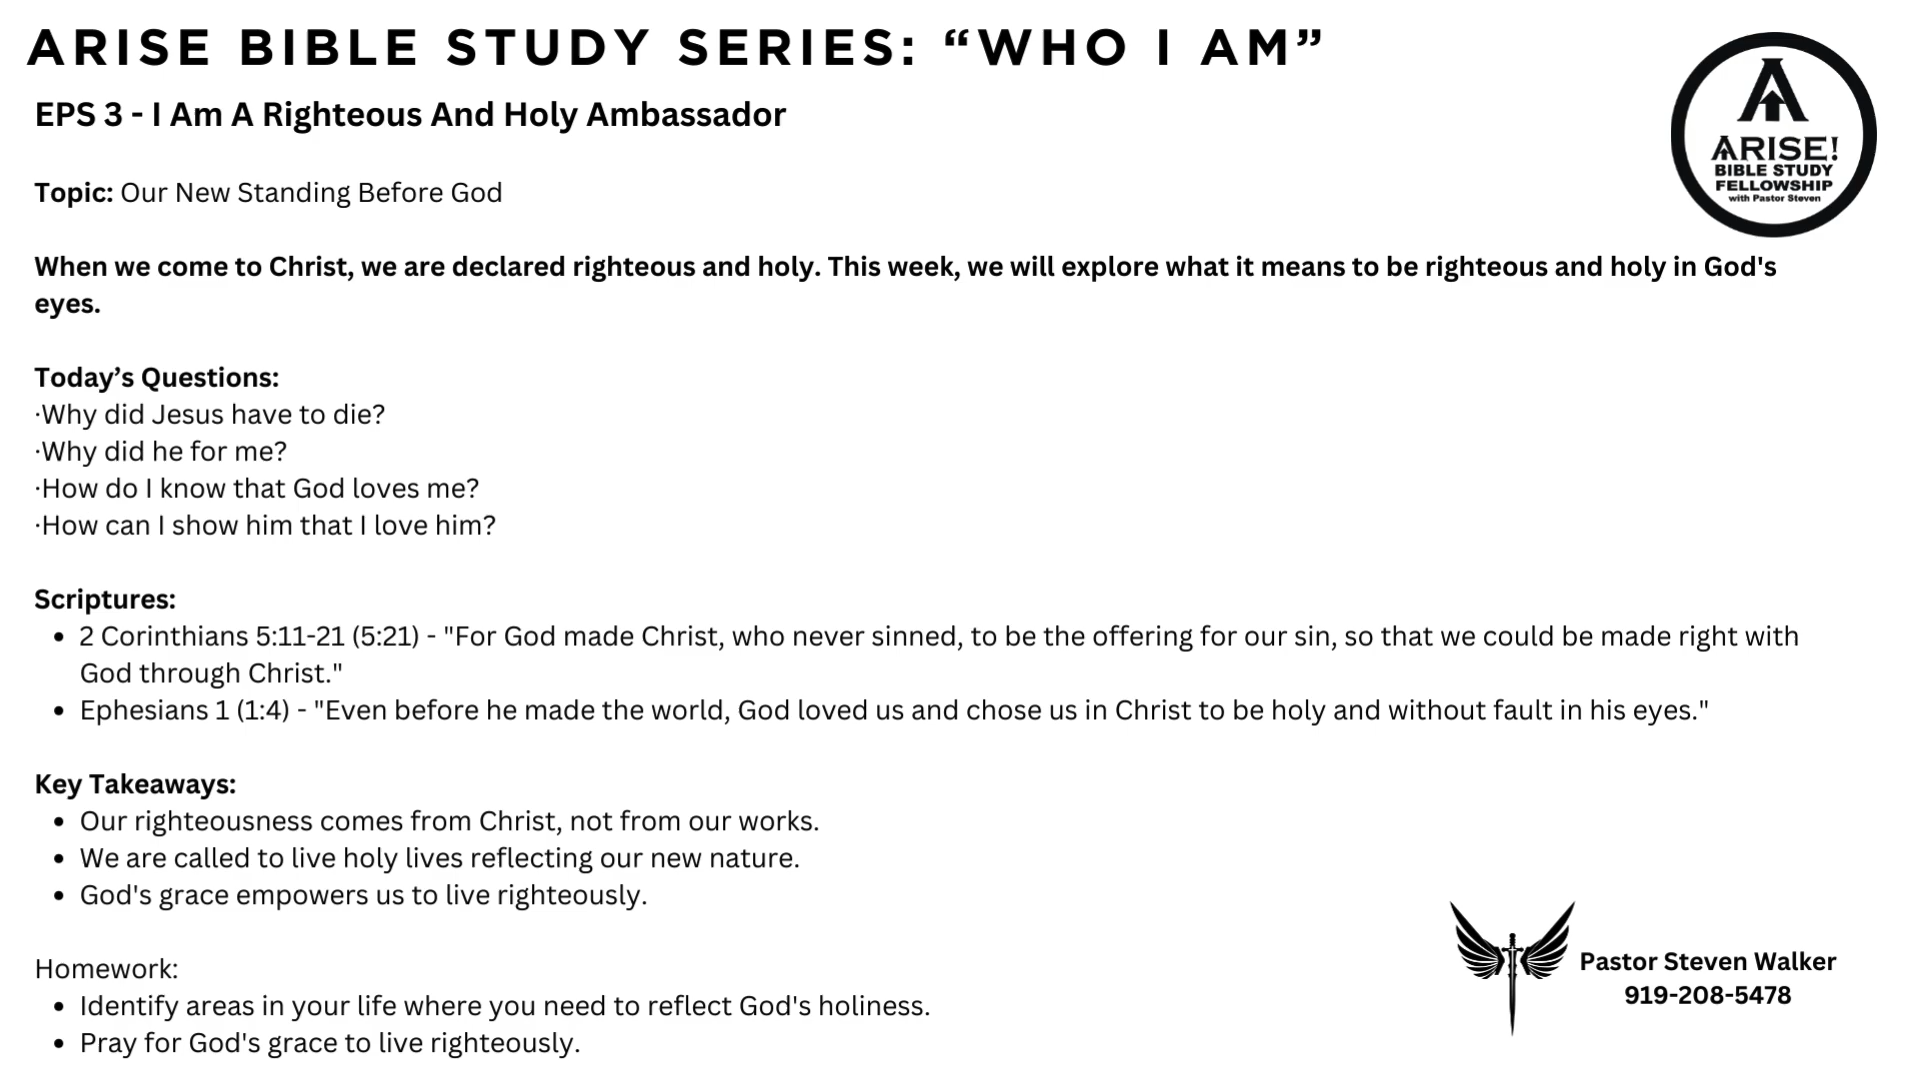 ARISE BIBLE STUDY SERIES: “WHO I AM”
EPS 3 - I Am A Righteous And Holy Ambassador
A
ARISE!
BIBLE STUDY
FELLOWSHIP
with Pastor Steven
Topic: Our New Standing Before God
When we come to Christ, we are declared righteous and holy. This week, we will explore what it means to be righteous and holy in God's
eyes.
Today’s Questions:
·Why did Jesus have to die?
·Why did he for me?
·How do I know that God loves me?
·How can I show him that I love him?
Scriptures:
• 2 Corinthians 5:11-21 (5:21) - "For God made Christ, who never sinned, to be the offering for our sin, so that we could be made right with
God through Christ."
• Ephesians 1 (1:4) - "Even before he made the world, God loved us and chose us in Christ to be holy and without fault in his eyes."
Key Takeaways:
• Our righteousness comes from Christ, not from our works.
• We are called to live holy lives reflecting our new nature.
• God's grace empowers us to live righteously.
Homework:
• Identify areas in your life where you need to reflect God's holiness.
• Pray for God's grace to live righteously.
Pastor Steven Walker
919-208-5478